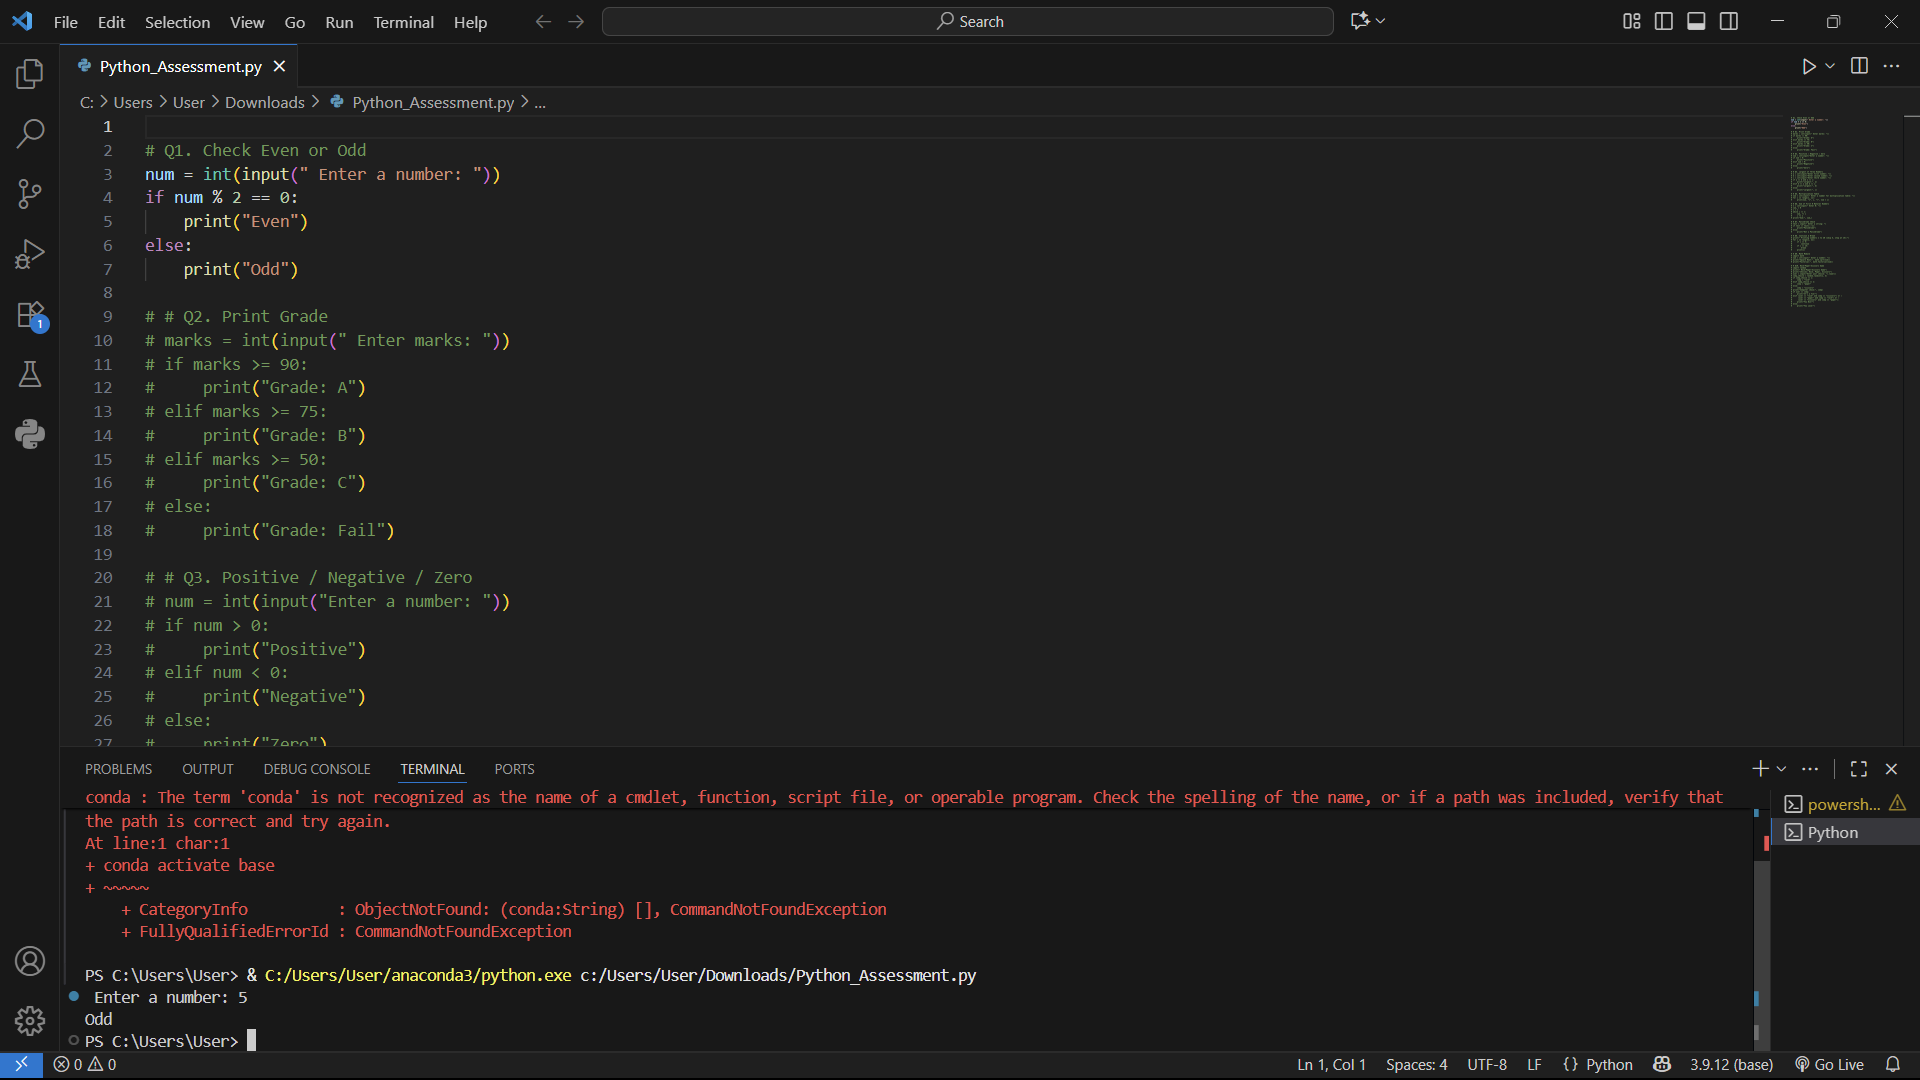 File Edit Selection View Go Run Terminal Help
Search
Python_Assessment.py
C: > Users > User > Downloads > Python_Assessment.py > ...
1
2 # Q1. Check Even or Odd
3 num = int(input(" Enter a number: "))
4 if num % 2 == 0:
5 print("Even")
6 else:
7 print("Odd")
8
9 # # Q2. Print Grade
10 # marks = int(input(" Enter marks: "))
11 # if marks >= 90:
12 # print("Grade: A")
13 # elif marks >= 75:
14 # print("Grade: B")
15 # elif marks >= 50:
16 # print("Grade: C")
17 # else:
18 # print("Grade: Fail")
19
20 # # Q3. Positive / Negative / Zero
21 # num = int(input("Enter a number: "))
22 # if num > 0:
23 # print("Positive")
24 # elif num < 0:
25 # print("Negative")
26 # else:
27 # print("Zero")
1
PROBLEMS OUTPUT DEBUG CONSOLE TERMINAL PORTS
conda : The term 'conda' is not recognized as the name of a cmdlet, function, script file, or operable program. Check the spelling of the name, or if a path was included, verify that
the path is correct and try again.
At line:1 char:1
+ conda activate base
+ ~~~~~
+ CategoryInfo : ObjectNotFound: (conda:String) [], CommandNotFoundException
+ FullyQualifiedErrorId : CommandNotFoundException
PS C:\Users\User> & C:/Users/User/anaconda3/python.exe c:/Users/User/Downloads/Python_Assessment.py
Enter a number: 5
Odd
PS C:\Users\User>
powersh...
Python
0 0
Ln 1, Col 1 Spaces: 4 UTF-8 LF {} Python 3.9.12 (base) Go Live